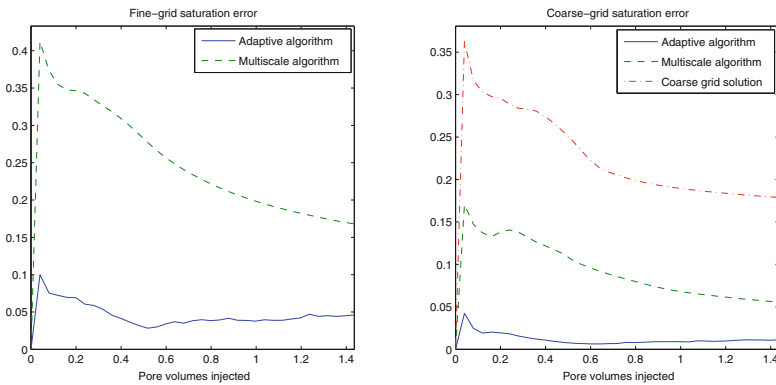 Fine-grid saturation error
Adaptive algorithm
Multiscale algorithm
0.4
0.35
0.3
0.25
0.2
0.15
0.1
0.05
0
0 0.2 0.4 0.6 0.8 1 1.2 1.4
Pore volumes injected
Coarse-grid saturation error
Adaptive algorithm
Multiscale algorithm
Coarse grid solution
0.35
0.3
0.25
0.2
0.15
0.1
0.05
0
0 0.2 0.4 0.6 0.8 1 1.2 1.4
Pore volumes injected